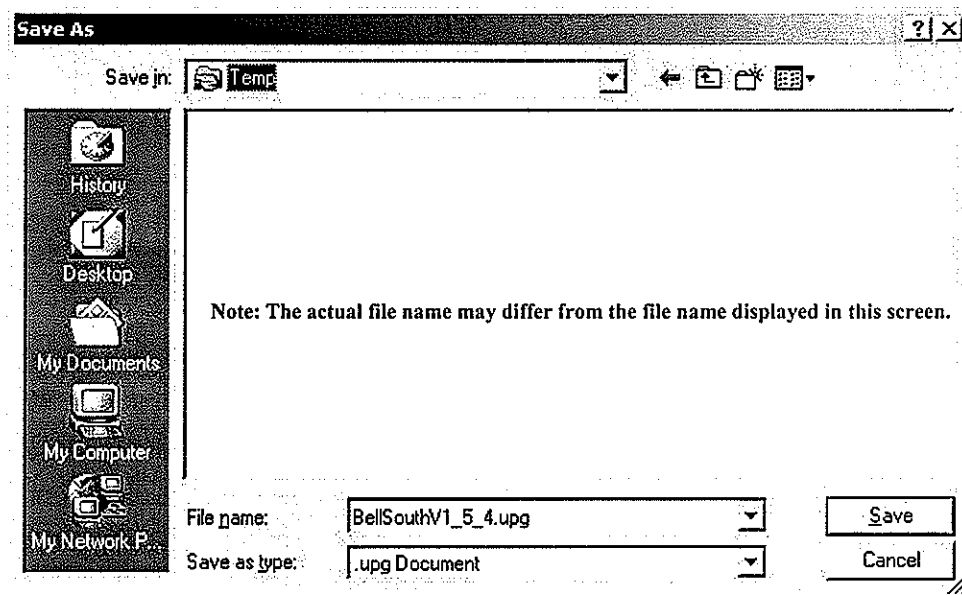 Save As
Save in: Temp
History
Desktop
My Documents
My Computer
My Network P...
Note: The actual file name may differ from the file name displayed in this screen.
File name: BellSouthV1_5_4.upg Save
Save as type: .upg Document Cancel